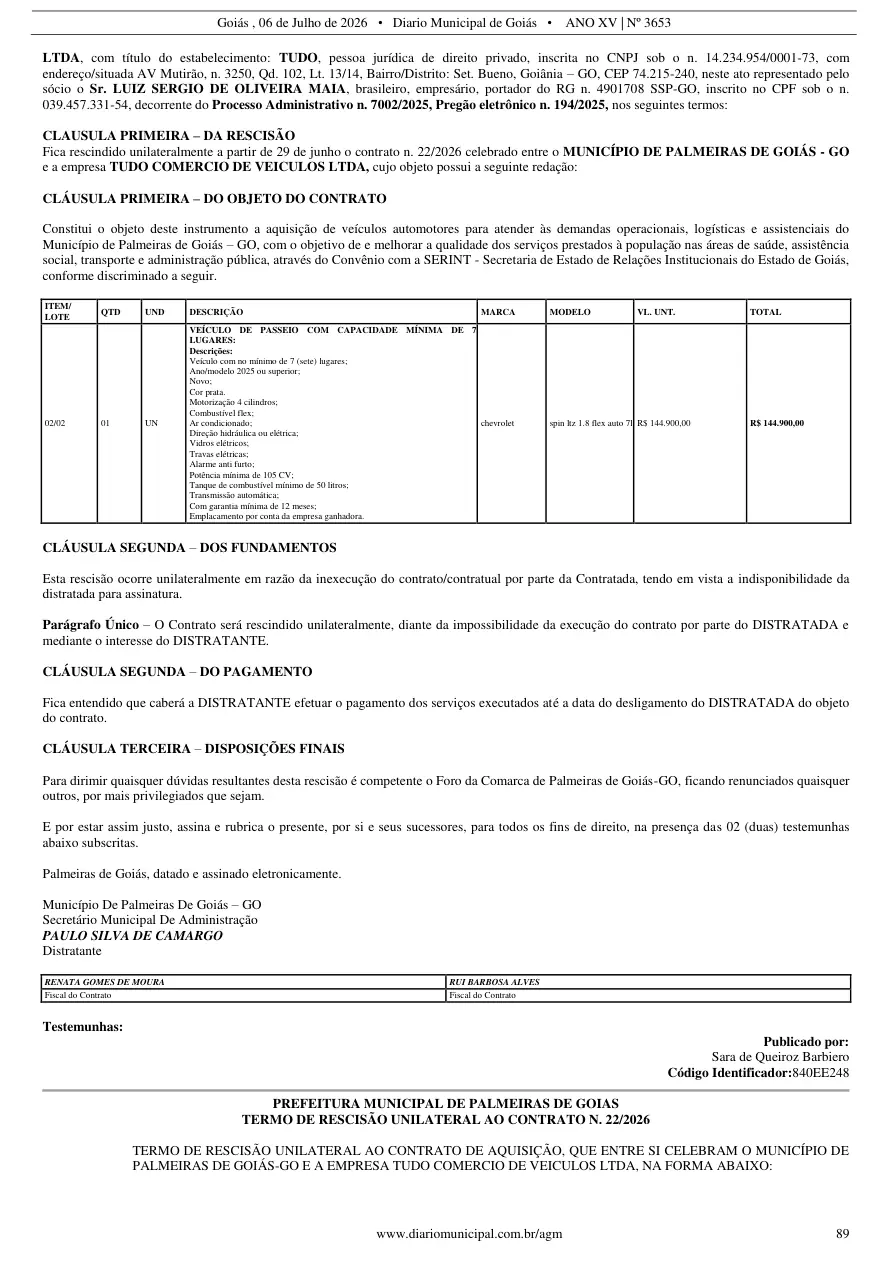 Goiás , 06 de Julho de 2026 • Diario Municipal de Goiás • ANO XV | Nº 3653
LTDA, com título do estabelecimento: TUDO, pessoa jurídica de direito privado, inscrita no CNPJ sob o n. 14.234.954/0001-73, com
endereço/situada AV Mutirão, n. 3250, Qd. 102, Lt. 13/14, Bairro/Distrito: Set. Bueno, Goiânia – GO, CEP 74.215-240, neste ato representado pelo
sócio o Sr. LUIZ SERGIO DE OLIVEIRA MAIA, brasileiro, empresário, portador do RG n. 4901708 SSP-GO, inscrito no CPF sob o n.
039.457.331-54, decorrente do Processo Administrativo n. 7002/2025, Pregão eletrônico n. 194/2025, nos seguintes termos:
CLAUSULA PRIMEIRA – DA RESCISÃO
Fica rescindido unilateralmente a partir de 29 de junho o contrato n. 22/2026 celebrado entre o MUNICÍPIO DE PALMEIRAS DE GOIÁS - GO
e a empresa TUDO COMERCIO DE VEICULOS LTDA, cujo objeto possui a seguinte redação:
CLÁUSULA PRIMEIRA – DO OBJETO DO CONTRATO
Constitui o objeto deste instrumento a aquisição de veículos automotores para atender às demandas operacionais, logísticas e assistenciais do
Município de Palmeiras de Goiás – GO, com o objetivo de e melhorar a qualidade dos serviços prestados à população nas áreas de saúde, assistência
social, transporte e administração pública, através do Convênio com a SERINT - Secretaria de Estado de Relações Institucionais do Estado de Goiás,
conforme discriminado a seguir.
ITEM/
LOTE
QTD
UND
DESCRIÇÃO
MARCA
MODELO
VL. UNT.
TOTAL
02/02
01
UN
VEÍCULO DE PASSEIO COM CAPACIDADE MÍNIMA DE 7
LUGARES:
Descrições:
Veículo com no mínimo de 7 (sete) lugares;
Ano/modelo 2025 ou superior;
Novo;
Cor prata.
Motorização 4 cilindros;
Combustível flex;
Ar condicionado;
Direção hidráulica ou elétrica;
Vidros elétricos;
Travas elétricas;
Alarme anti furto;
Potência mínima de 105 CV;
Tanque de combustível mínimo de 50 litros;
Transmissão automática;
Com garantia mínima de 12 meses;
Emplacamento por conta da empresa ganhadora.
chevrolet
spin ltz 1.8 flex auto 7l
R$ 144.900,00
R$ 144.900,00
CLÁUSULA SEGUNDA – DOS FUNDAMENTOS
Esta rescisão ocorre unilateralmente em razão da inexecução do contrato/contratual por parte da Contratada, tendo em vista a indisponibilidade da
distratada para assinatura.
Parágrafo Único – O Contrato será rescindido unilateralmente, diante da impossibilidade da execução do contrato por parte do DISTRATADA e
mediante o interesse do DISTRATANTE.
CLÁUSULA SEGUNDA – DO PAGAMENTO
Fica entendido que caberá a DISTRATANTE efetuar o pagamento dos serviços executados até a data do desligamento do DISTRATADA do objeto
do contrato.
CLÁUSULA TERCEIRA – DISPOSIÇÕES FINAIS
Para dirimir quaisquer dúvidas resultantes desta rescisão é competente o Foro da Comarca de Palmeiras de Goiás-GO, ficando renunciados quaisquer
outros, por mais privilegiados que sejam.
E por estar assim justo, assina e rubrica o presente, por si e seus sucessores, para todos os fins de direito, na presença das 02 (duas) testemunhas
abaixo subscritas.
Palmeiras de Goiás, datado e assinado eletronicamente.
Município De Palmeiras De Goiás – GO
Secretário Municipal De Administração
PAULO SILVA DE CAMARGO
Distratante
RENATA GOMES DE MOURA
RUI BARBOSA ALVES
Fiscal do Contrato
Fiscal do Contrato
Testemunhas:
Publicado por:
Sara de Queiroz Barbiero
Código Identificador:840EE248
PREFEITURA MUNICIPAL DE PALMEIRAS DE GOIAS
TERMO DE RESCISÃO UNILATERAL AO CONTRATO N. 22/2026
TERMO DE RESCISÃO UNILATERAL AO CONTRATO DE AQUISIÇÃO, QUE ENTRE SI CELEBRAM O MUNICÍPIO DE
PALMEIRAS DE GOIÁS-GO E A EMPRESA TUDO COMERCIO DE VEICULOS LTDA, NA FORMA ABAIXO:
www.diariomunicipal.com.br/agm
89